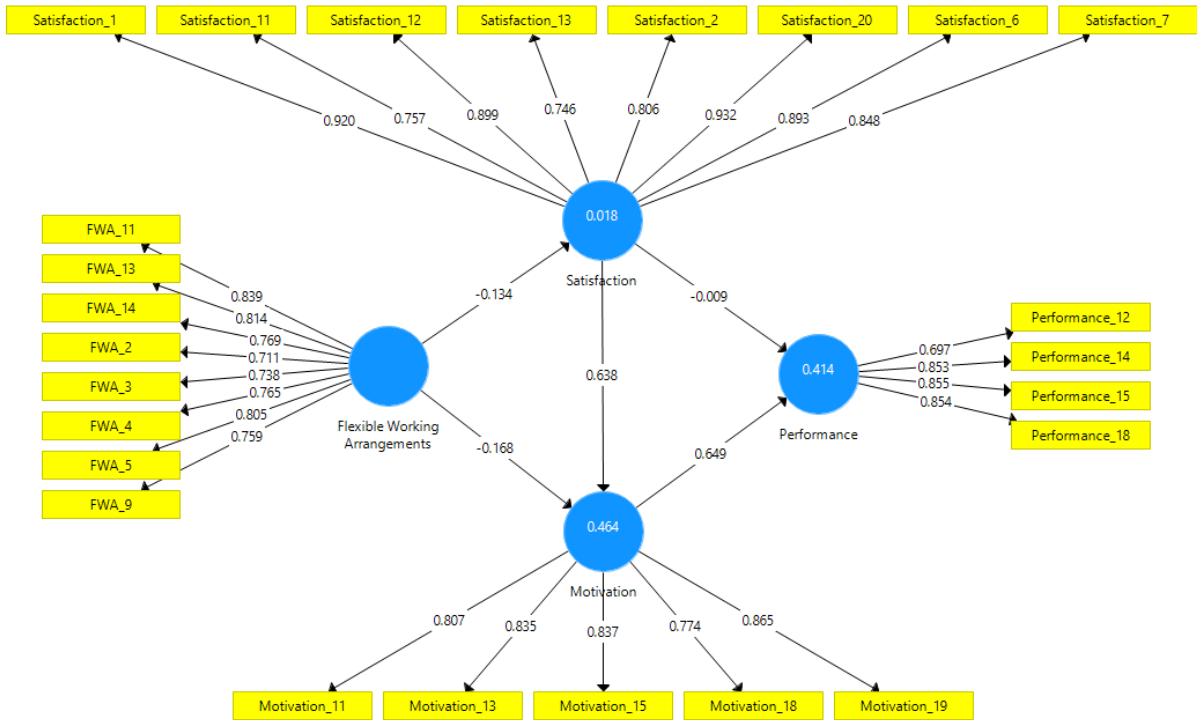 Satisfaction_1
Satisfaction_11
Satisfaction_12
Satisfaction_13
Satisfaction_2
Satisfaction_20
Satisfaction_6
Satisfaction_7
0.920
0.757
0.899
0.746
0.806
0.932
0.893
0.848
0.018
Satisfaction
FWA_11
FWA_13
FWA_14
FWA_2
FWA_3
FWA_4
FWA_5
FWA_9
0.839
0.814
0.769
0.711
0.738
0.765
0.805
0.759
Flexible Working
Arrangements
-0.134
-0.009
0.638
-0.168
0.649
0.414
Performance
0.697
0.853
0.855
0.854
Performance_12
Performance_14
Performance_15
Performance_18
0.464
Motivation
0.807
0.835
0.837
0.774
0.865
Motivation_11
Motivation_13
Motivation_15
Motivation_18
Motivation_19